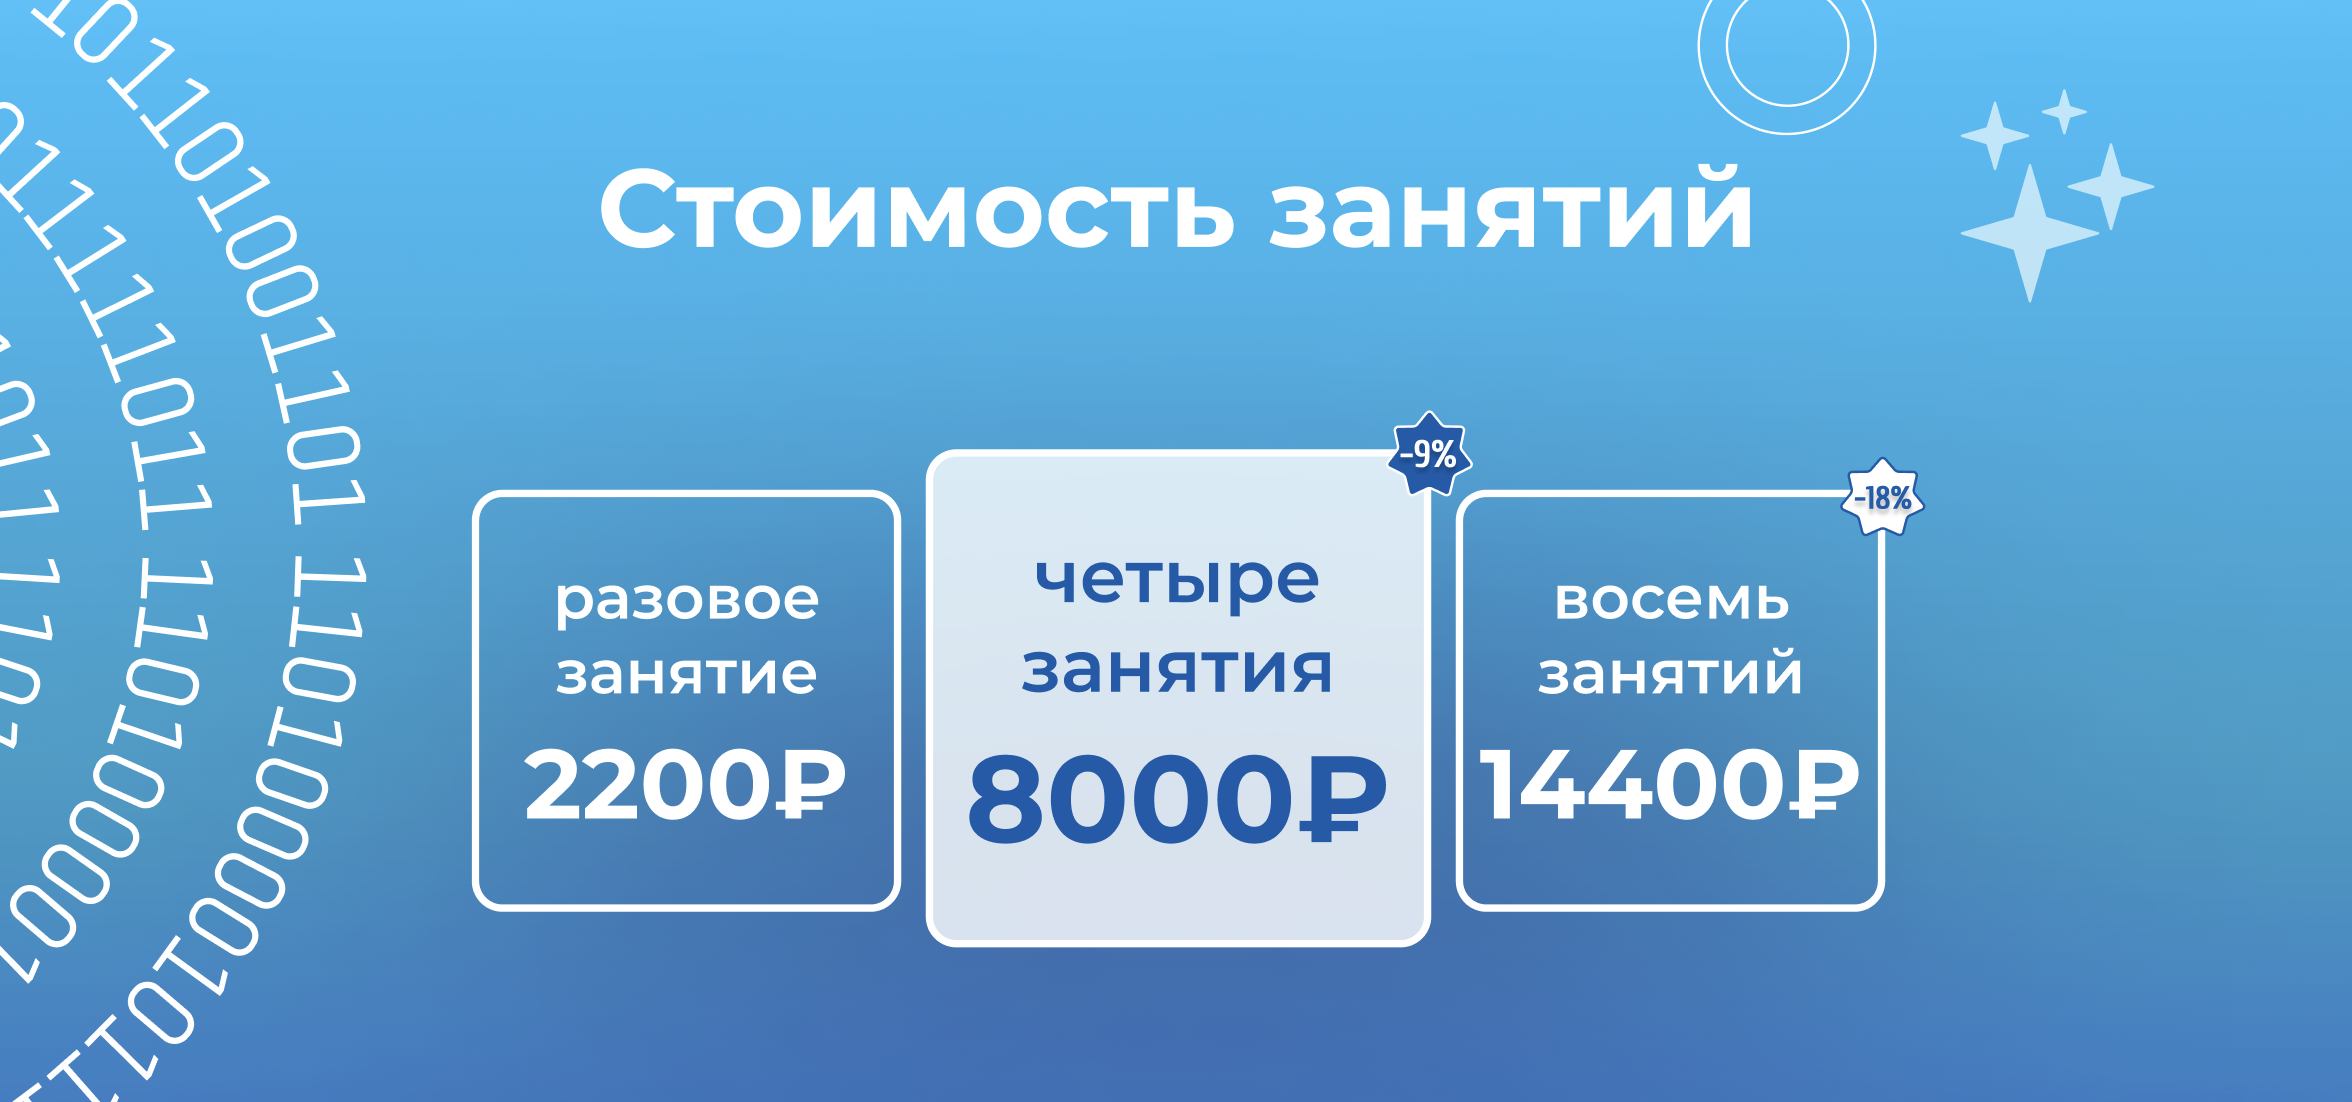 Стоимость занятий
разовое
занятие
2200₽
-9%
четыре
занятия
8000₽
-18%
восемь
занятий
14400₽